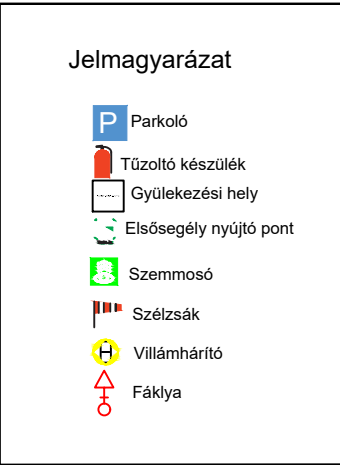 Jelmagyarázat
P Parkoló
Tűzoltó készülék
Gyülekezési hely
Elsősegély nyújtó pont
Szemmosó
Szélzsák
H Villámhárító
Fáklya